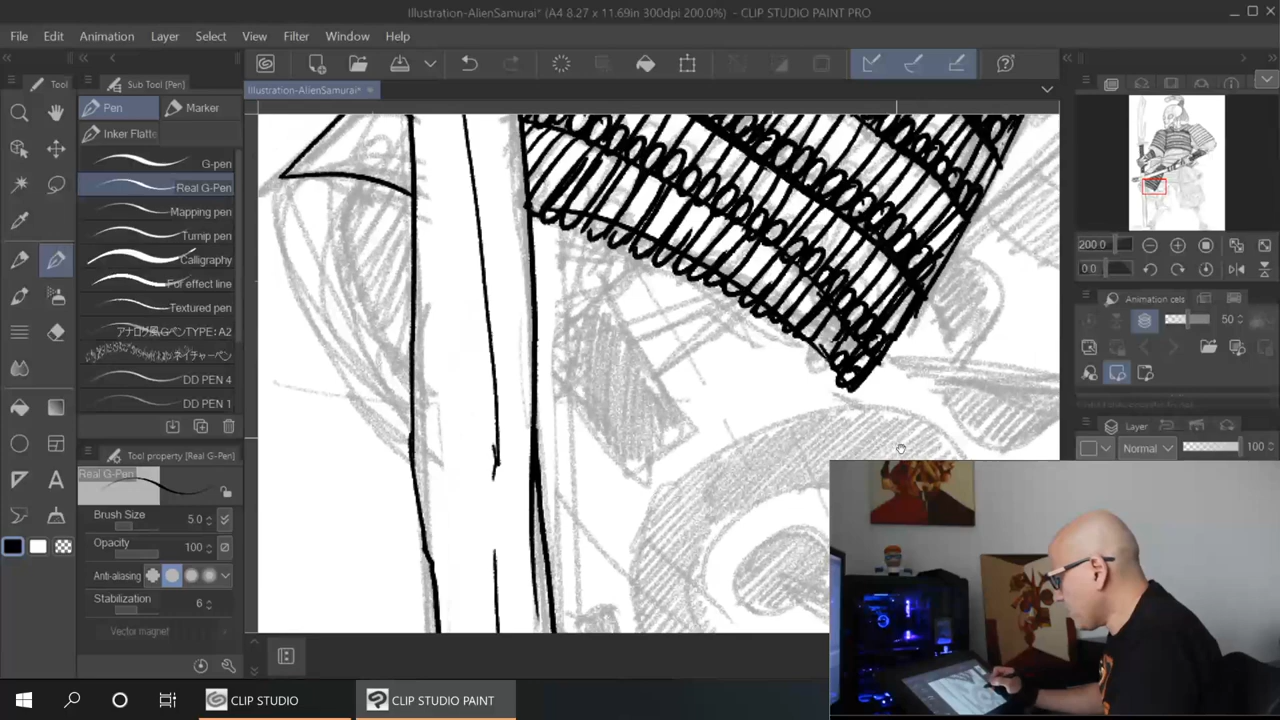 Illustration-AlienSamurai* (A4 8.27 x 11.69in 300dpi 200.0%) - CLIP STUDIO PAINT PRO
File Edit Animation Layer Select View Filter Window Help
Tool
Sub Tool [Pen]
Illustration-AlienSamurai*
Pen
Marker
Inker Flatte
G-pen
Real G-Pen
Mapping pen
Turnip pen
Calligraphy
For effect line
Textured pen
アナログ風GペンTYPE: A2
DD PEN 4
DD PEN 1
Tool property [Real G-Pen]
Real G-Pen
Brush Size 5.0
Opacity 100
Anti-aliasing
Stabilization 6
Vector magnet
200.0
0.0
Animation cels
50
Layer
Normal 100
CLIP STUDIO
CLIP STUDIO PAINT